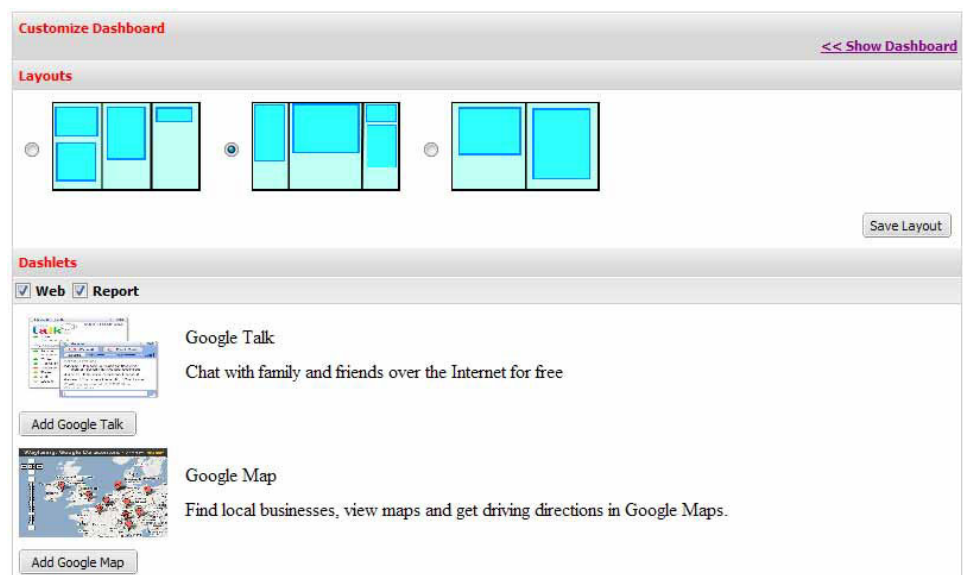 Customize Dashboard
<< Show Dashboard
Layouts
Save Layout
Dashlets
Web Report
talk
Google Talk
Chat with family and friends over the Internet for free
Add Google Talk
Google Map
Find local businesses, view maps and get driving directions in Google Maps.
Add Google Map